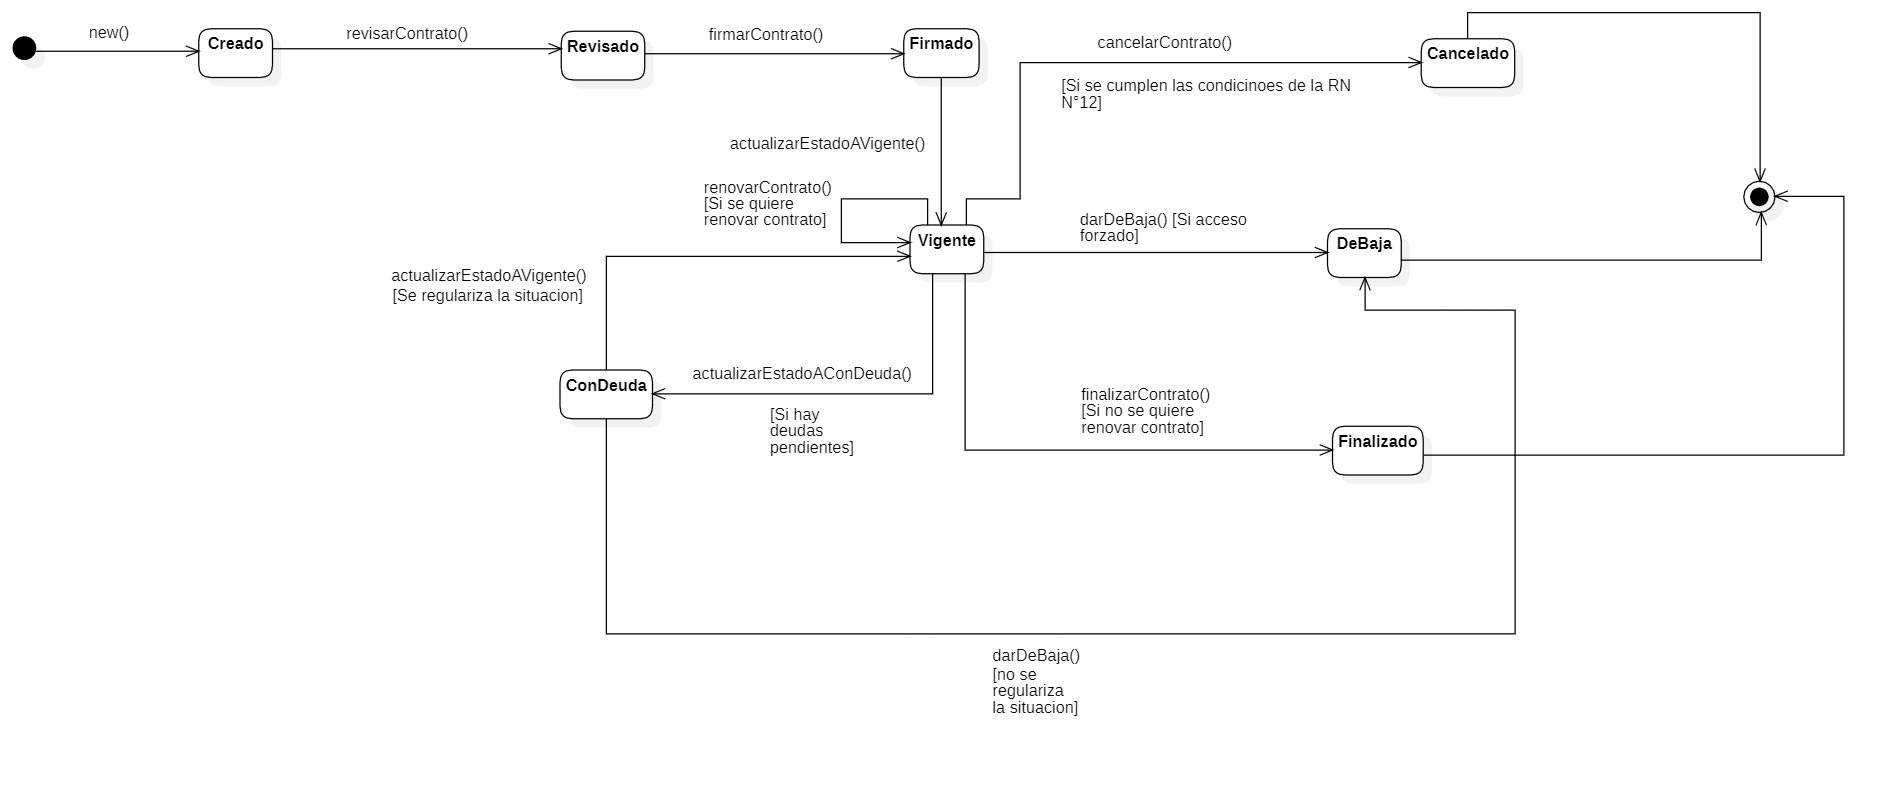 new()
Creado
revisarContrato()
Revisado
firmarContrato()
Firmado
cancelarContrato()
[Si se cumplen las condicinoes de la RN
N°12]
Cancelado
actualizarEstadoAVigente()
renovarContrato()
[Si se quiere
renovar contrato]
Vigente
darDeBaja() [Si acceso
forzado]
DeBaja
actualizarEstadoAVigente()
[Se regulariza la situacion]
ConDeuda
actualizarEstadoAConDeuda()
[Si hay
deudas
pendientes]
finalizarContrato()
[Si no se quiere
renovar contrato]
Finalizado
darDeBaja()
[no se
regulariza
la situacion]